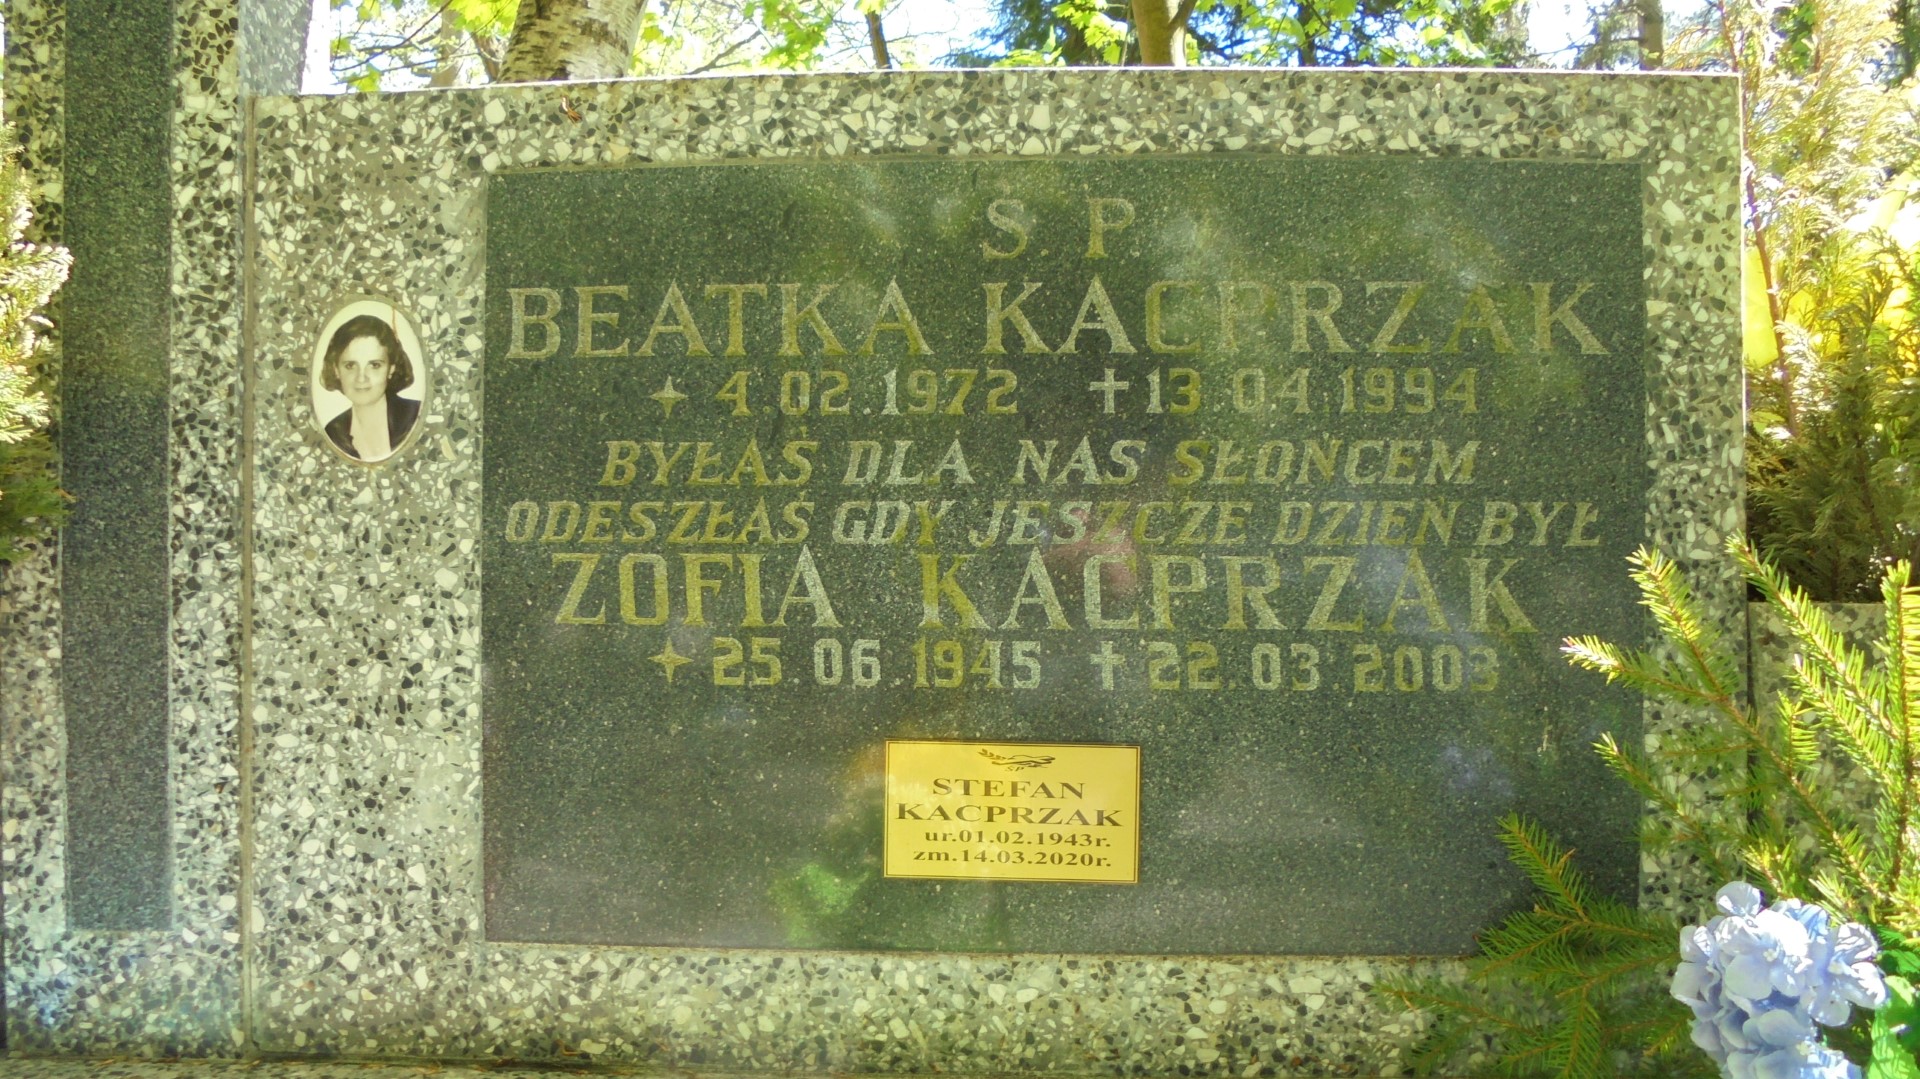 Ś. P.
BEATKA KACPRZAK
4.02.1972 13.04.1994
BYŁAŚ DLA NAS SŁOŃCEM
ODESZŁAŚ GDY JESZCZE DZIEŃ BYŁ
ZOFIA KACPRZAK
25.06.1945 22.03.2003
Ś.P.
STEFAN
KACPRZAK
ur.01.02.1943r.
zm.14.03.2020r.